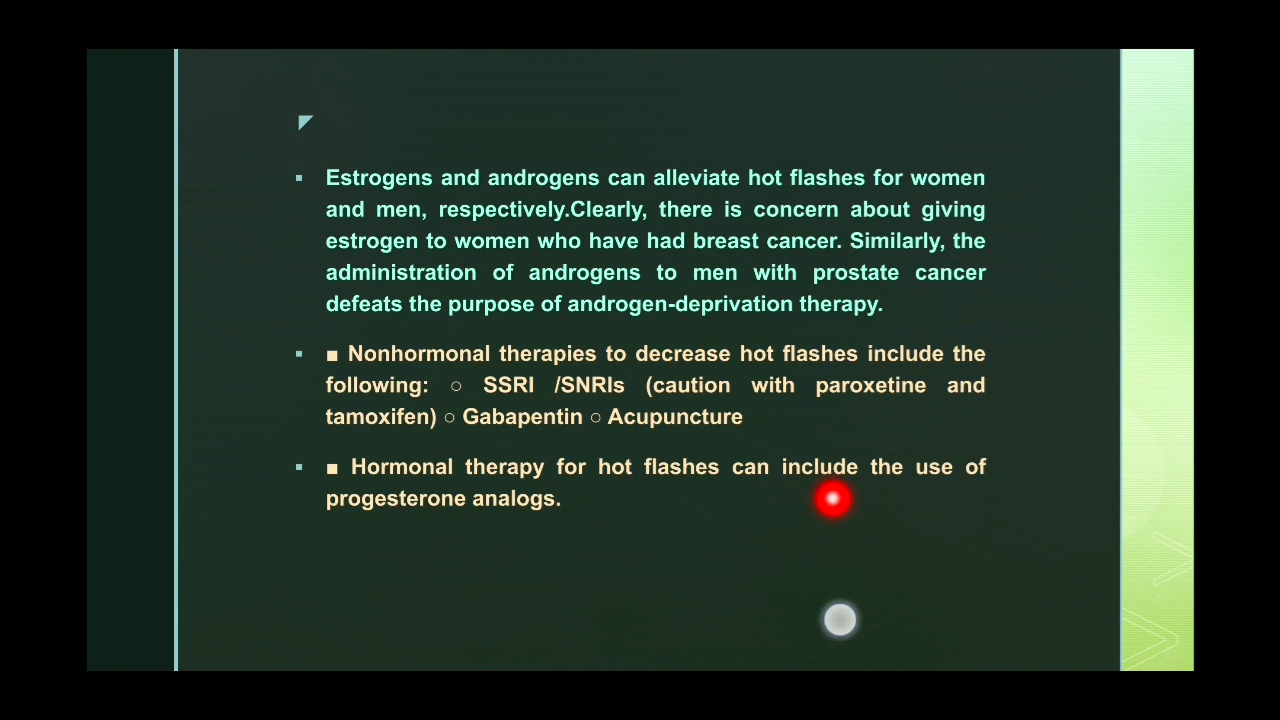 ▪ Estrogens and androgens can alleviate hot flashes for women
and men, respectively.Clearly, there is concern about giving
estrogen to women who have had breast cancer. Similarly, the
administration of androgens to men with prostate cancer
defeats the purpose of androgen-deprivation therapy.
▪ ■ Nonhormonal therapies to decrease hot flashes include the
following: ○ SSRI /SNRIs (caution with paroxetine and
tamoxifen) ○ Gabapentin ○ Acupuncture
▪ ■ Hormonal therapy for hot flashes can include the use of
progesterone analogs.